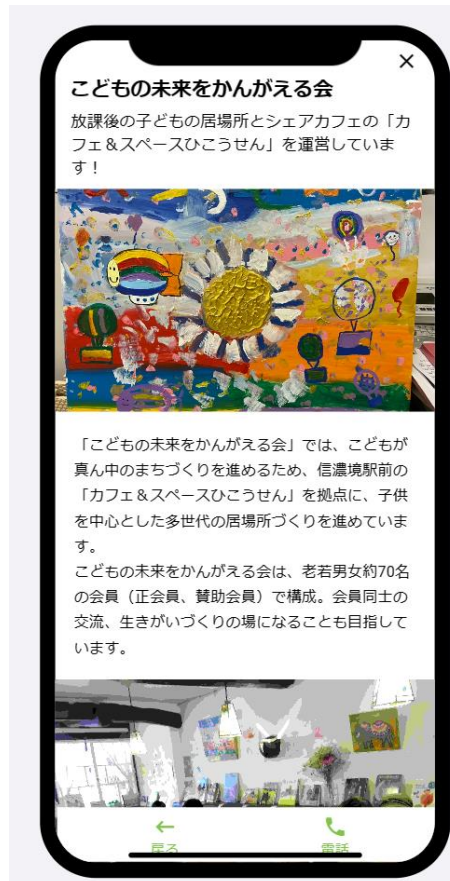 こどもの未来をかんがえる会
放課後の子どもの居場所とシェアカフェの「カ
フェ＆スペースひこうせん」を運営していま
す！
「こどもの未来をかんがえる会」では、こどもが
真ん中のまちづくりを進めるため、信濃境駅前の
「カフェ＆スペースひこうせん」を拠点に、子供
を中心とした多世代の居場所づくりを進めていま
す。
こどもの未来をかんがえる会は、老若男女約70名
の会員（正会員、賛助会員）で構成。会員同士の
交流、生きがいづくりの場になることも目指して
います。
戻る 電話